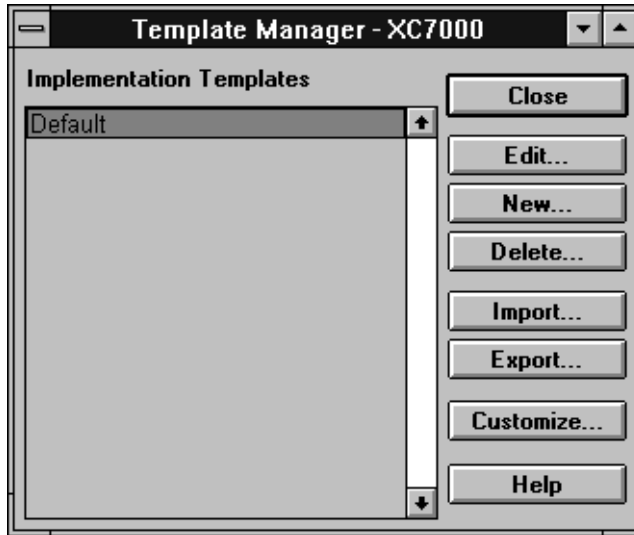 Template Manager - XC7000
Implementation Templates
Default
Close
Edit...
New...
Delete...
Import...
Export...
Customize...
Help